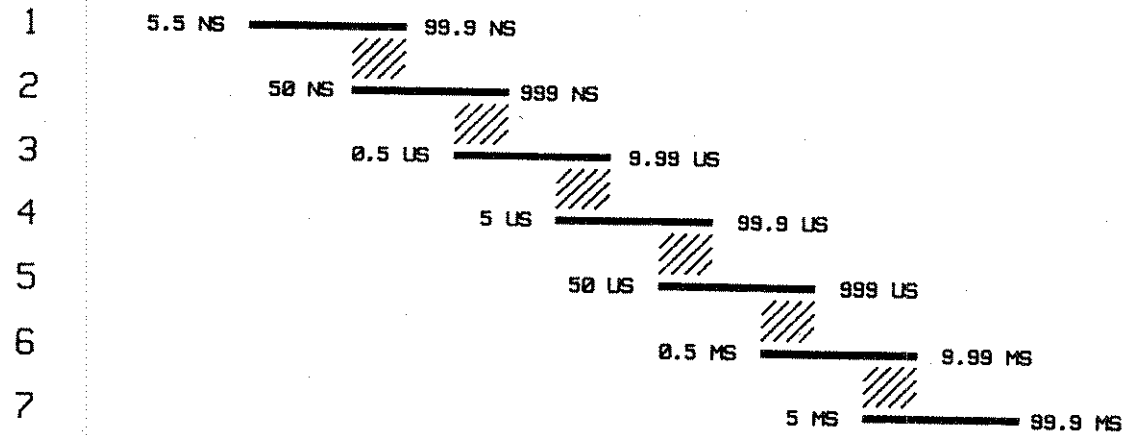 1 5.5 NS 99.9 NS
2 50 NS 999 NS
3 0.5 US 9.99 US
4 5 US 99.9 US
5 50 US 999 US
6 0.5 MS 9.99 MS
7 5 MS 99.9 MS